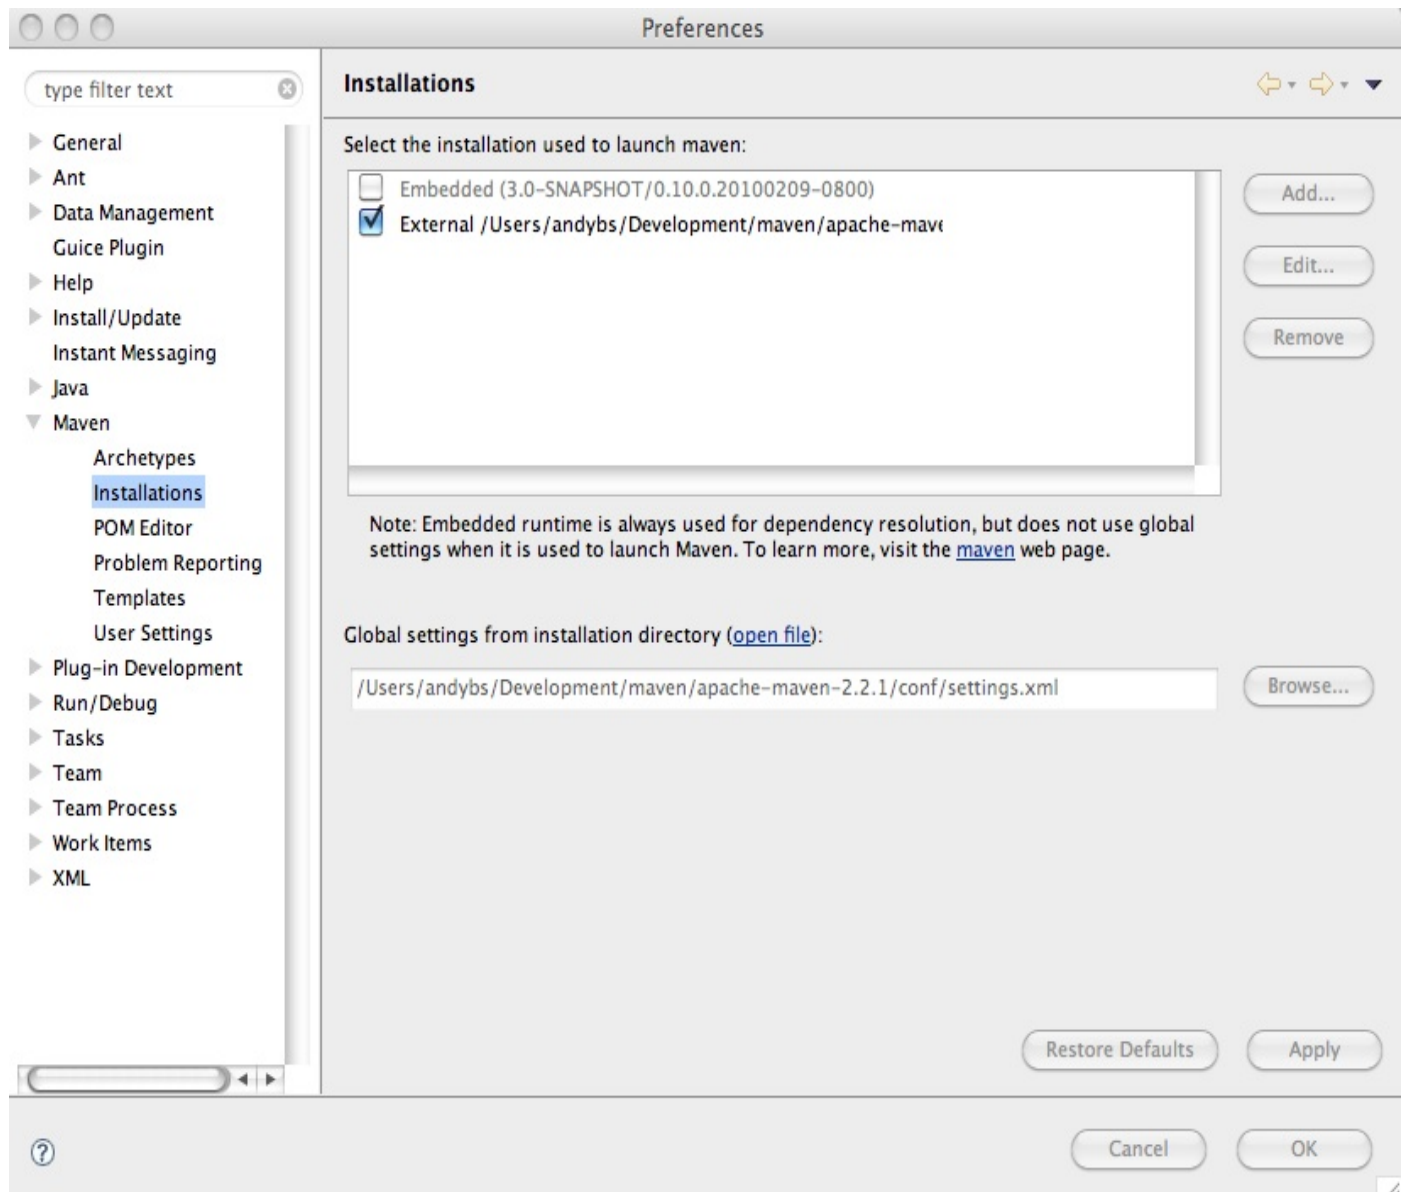 Preferences
type filter text
General
Ant
Data Management
Guice Plugin
Help
Install/Update
Instant Messaging
Java
Maven
Archetypes
Installations
POM Editor
Problem Reporting
Templates
User Settings
Plug-in Development
Run/Debug
Tasks
Team
Team Process
Work Items
XML
Installations
Select the installation used to launch maven:
Embedded (3.0-SNAPSHOT/0.10.0.20100209-0800)
External /Users/andybs/Development/maven/apache-mave
Add...
Edit...
Remove
Note: Embedded runtime is always used for dependency resolution, but does not use global
settings when it is used to launch Maven. To learn more, visit the maven web page.
Global settings from installation directory (open file):
/Users/andybs/Development/maven/apache-maven-2.2.1/conf/settings.xml
Browse...
Restore Defaults
Apply
?
Cancel
OK